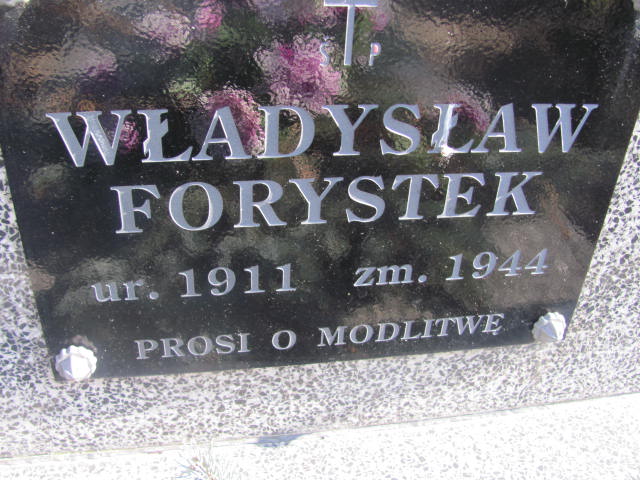 Ś P
WŁADYSŁAW
FORYSTEK
ur. 1911 zm. 1944
PROSI O MODLITWĘ